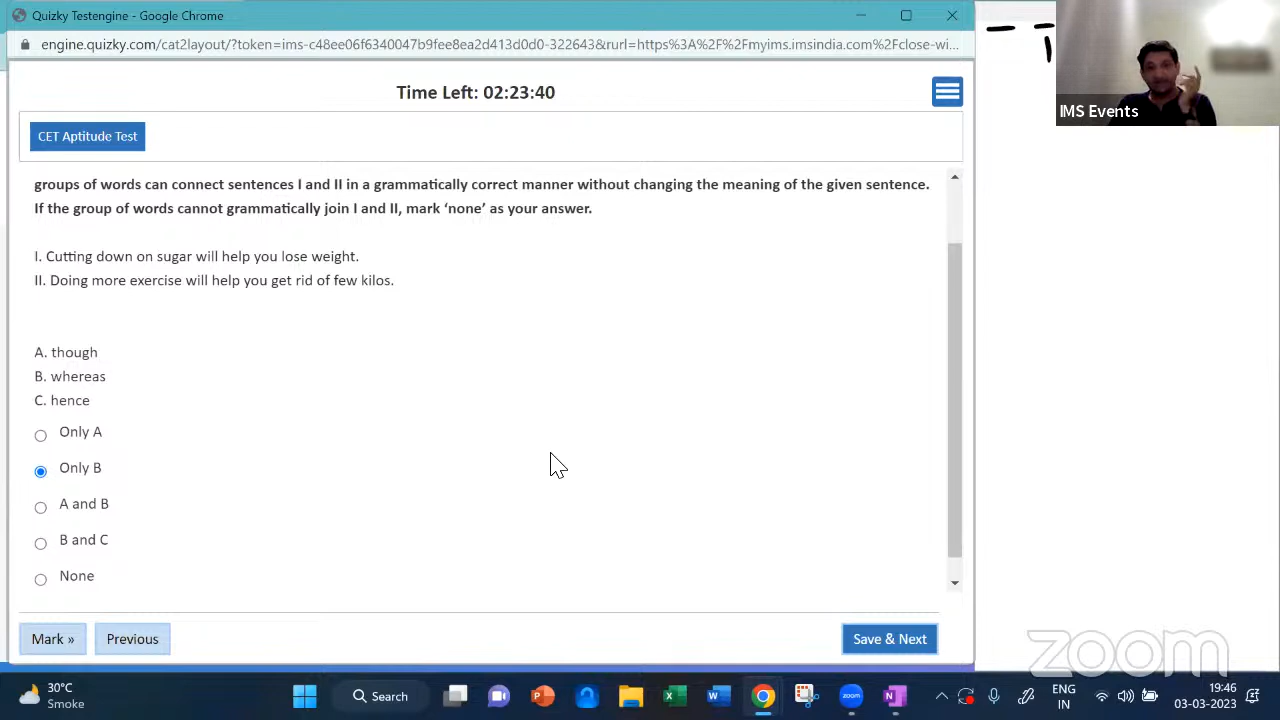 Quizky Testengine - Google Chrome
engine.quizky.com/cat2layout/?token=ims-c48ee06f6340047b9fee8ea2d413d0d0-322643&rurl=https%3A%2F%2Fmyims.imsindia.com%2Fclose-wi...
Time Left: 02:23:40
IMS Events
CET Aptitude Test
groups of words can connect sentences I and II in a grammatically correct manner without changing the meaning of the given sentence.
If the group of words cannot grammatically join I and II, mark ‘none’ as your answer.
I. Cutting down on sugar will help you lose weight.
II. Doing more exercise will help you get rid of few kilos.
A. though
B. whereas
C. hence
Only A
Only B
A and B
B and C
None
Mark »
Previous
Save & Next
zoom
30°C
Smoke
Search
ENG
IN
19:46
03-03-2023